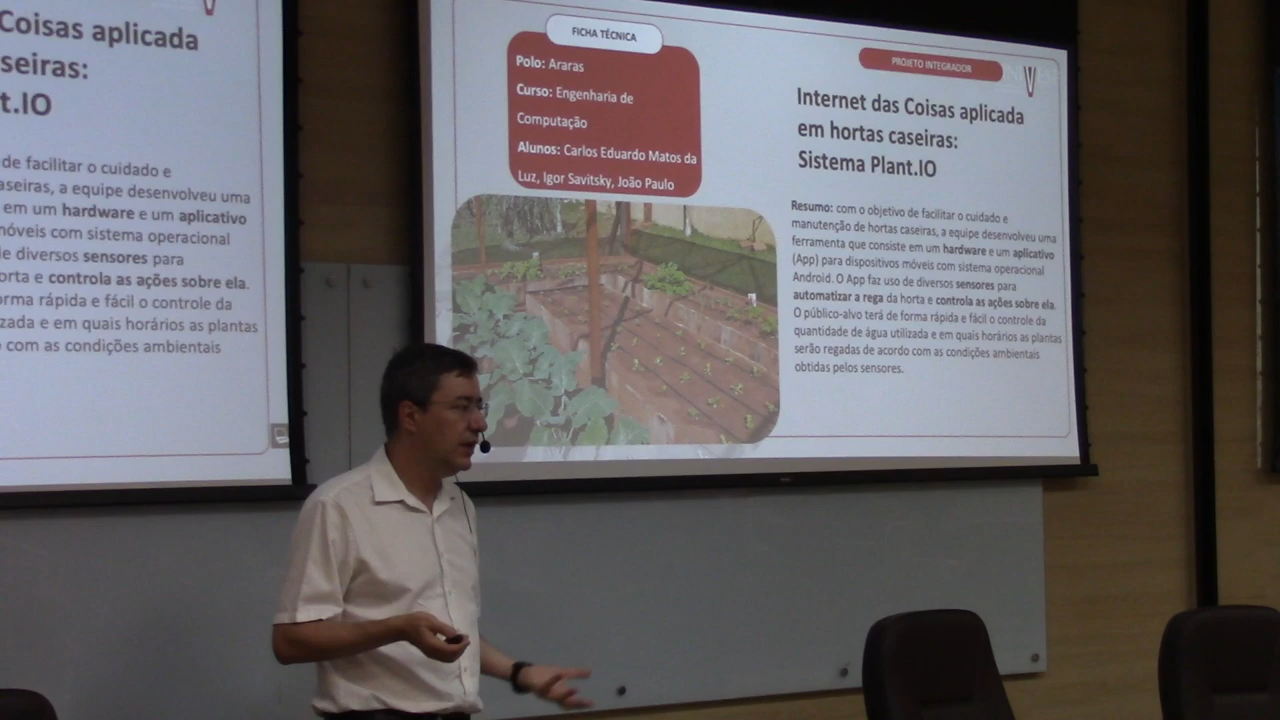 Coisas aplicada
seiras:
t.IO
de facilitar o cuidado e
aseiras, a equipe desenvolveu uma
em um hardware e um aplicativo
móveis com sistema operacional
de diversos sensores para
orta e controla as ações sobre ela.
orma rápida e fácil o controle da
zada e em quais horários as plantas
o com as condições ambientais
FICHA TÉCNICA
Polo: Araras
Curso: Engenharia de
Computação
Alunos: Carlos Eduardo Matos da
Luz, Igor Savitsky, João Paulo
PROJETO INTEGRADOR
Internet das Coisas aplicada
em hortas caseiras:
Sistema Plant.IO
Resumo: com o objetivo de facilitar o cuidado e
manutenção de hortas caseiras, a equipe desenvolveu uma
ferramenta que consiste em um hardware e um aplicativo
(App) para dispositivos móveis com sistema operacional
Android. O App faz uso de diversos sensores para
automatizar a rega da horta e controla as ações sobre ela.
O público-alvo terá de forma rápida e fácil o controle da
quantidade de água utilizada e em quais horários as plantas
serão regadas de acordo com as condições ambientais
obtidas pelos sensores.